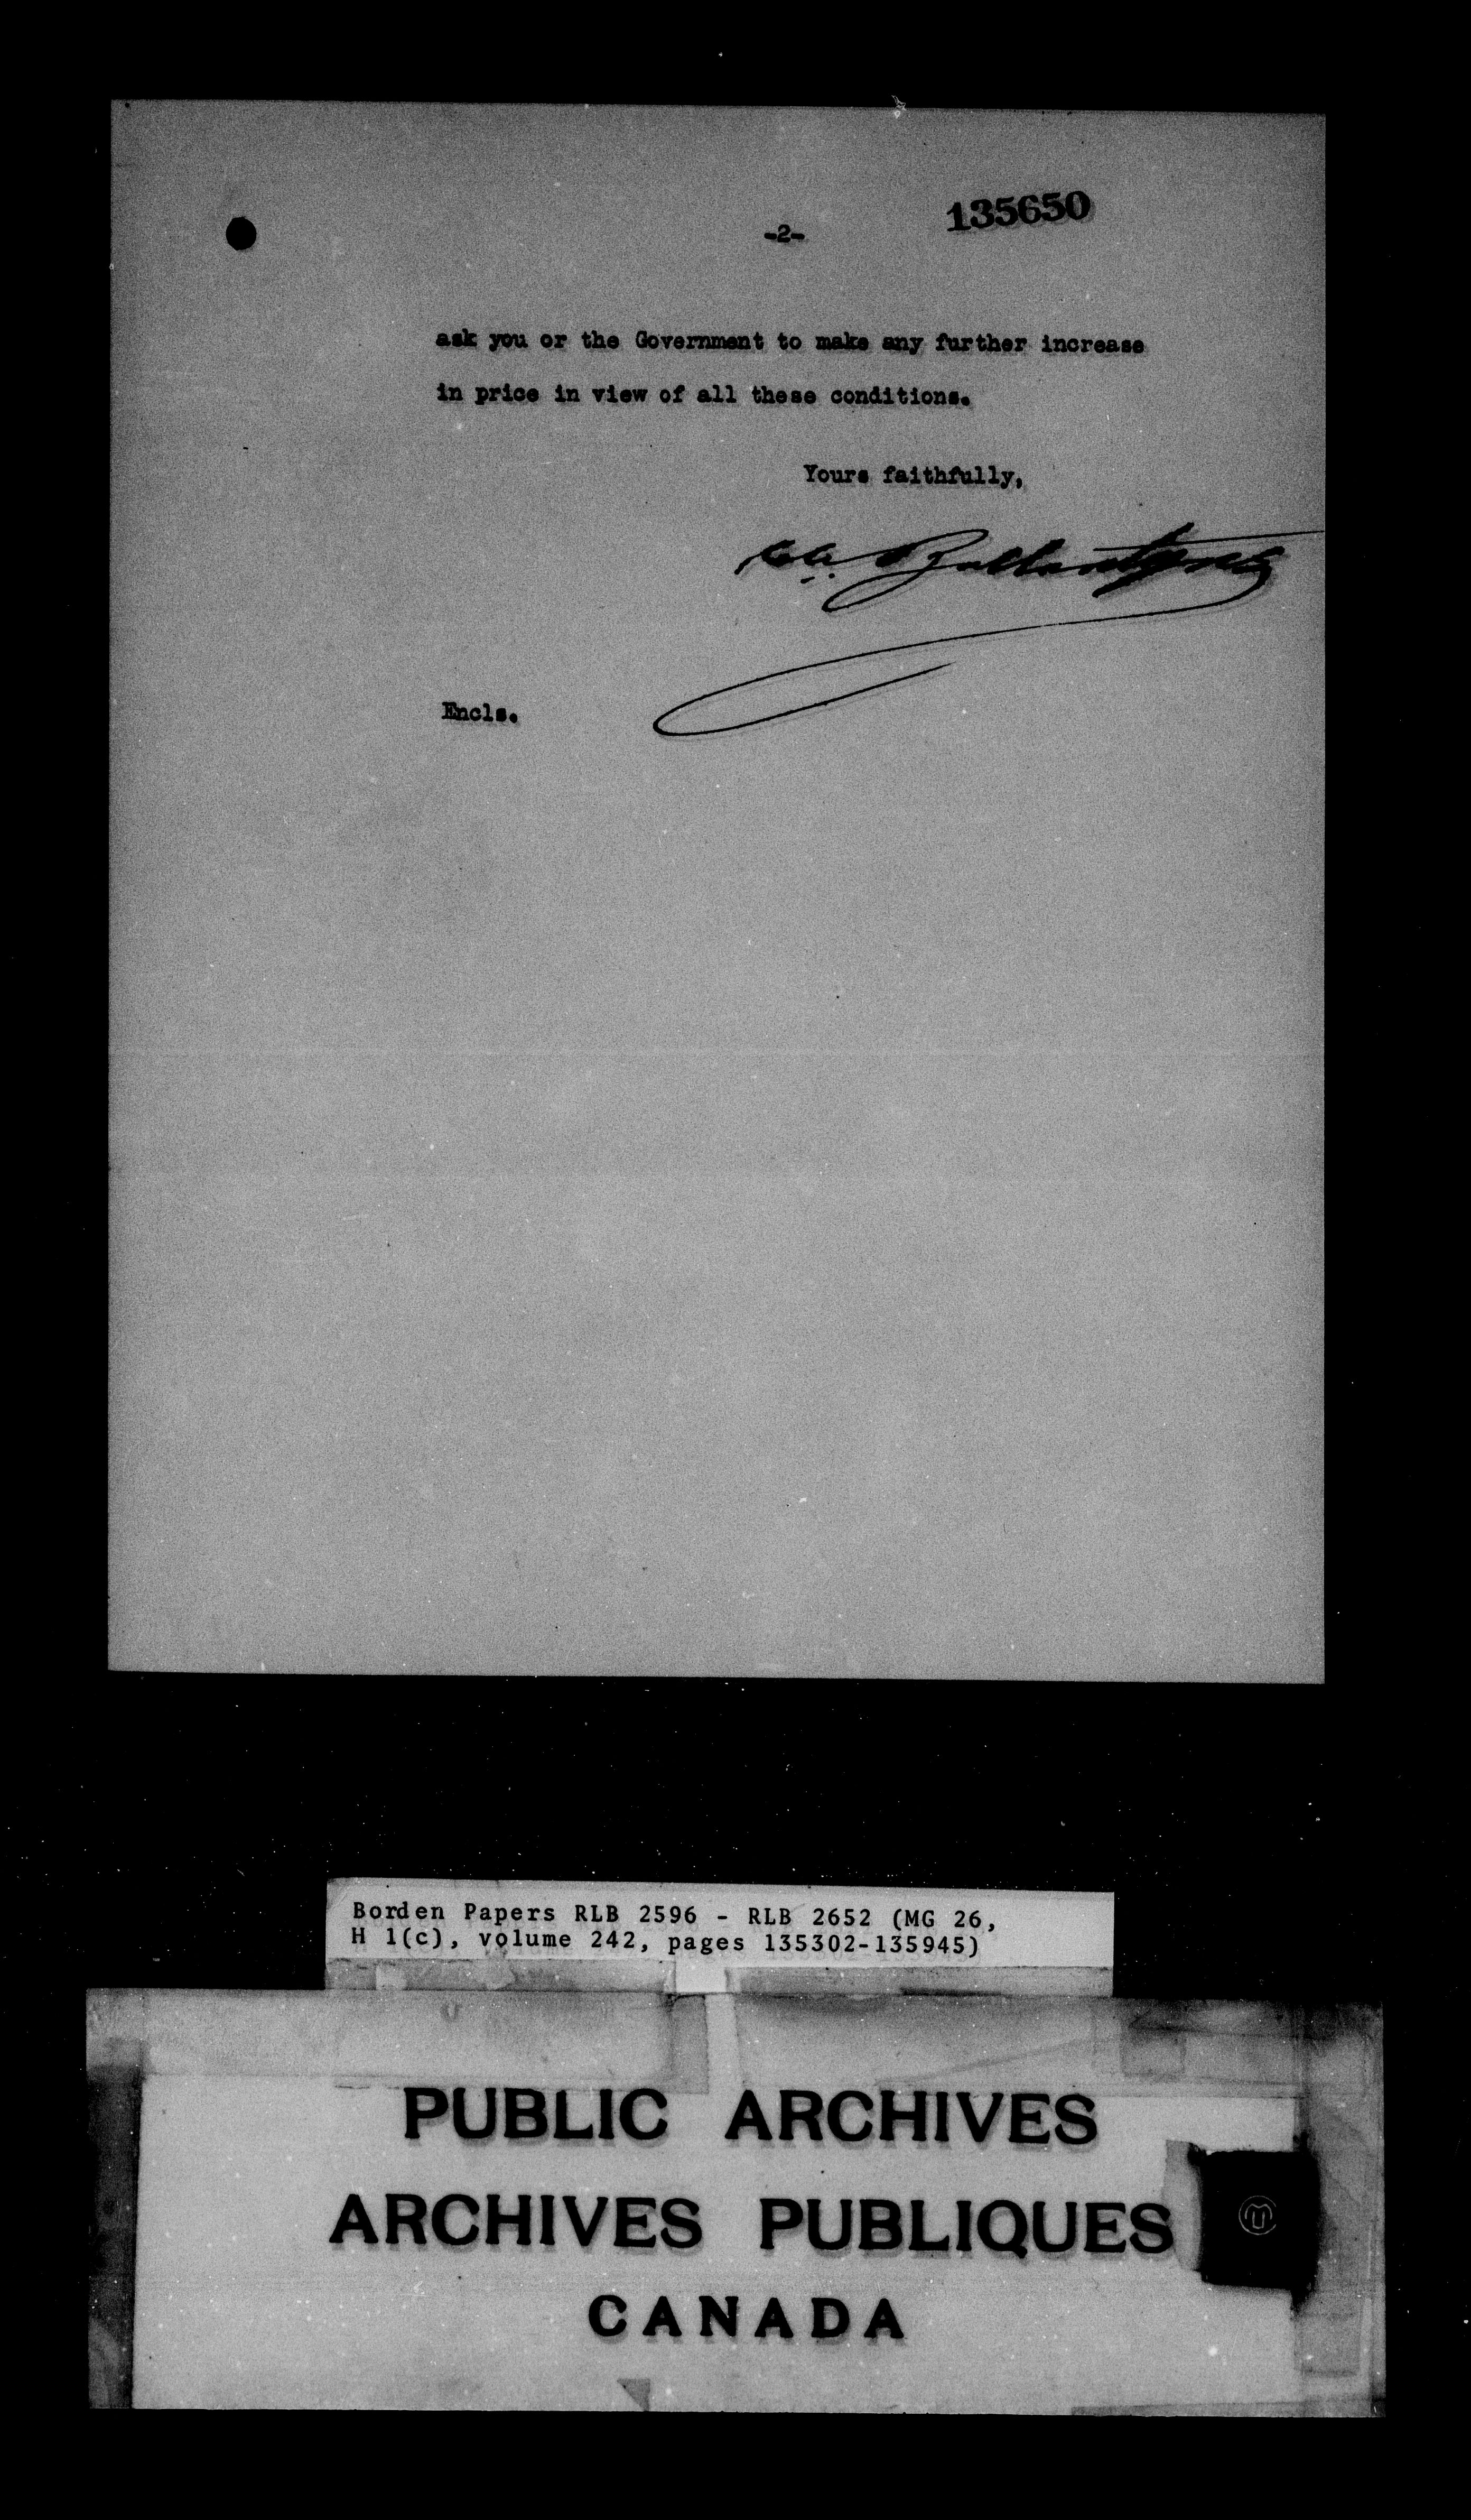 135650
-2-
ask you or the Government to make any further increase
in price in view of all these conditions.
Yours faithfully,
C.C. Ballantyne
Encls.
Borden Papers RLB 2596 - RLB 2652 (MG 26,
H 1(c), volume 242, pages 135302-135945)
PUBLIC ARCHIVES
ARCHIVES PUBLIQUES
CANADA